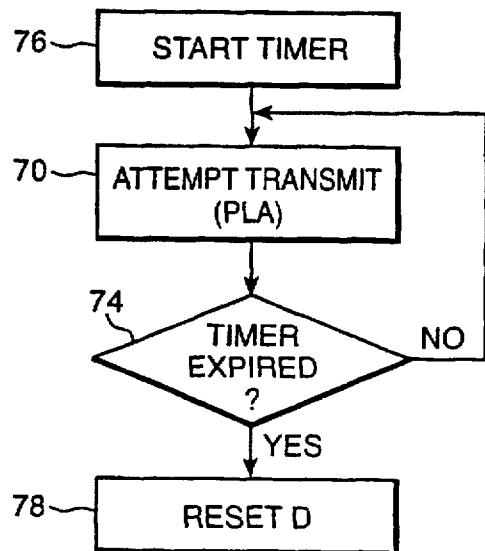 76
START TIMER
70
ATTEMPT TRANSMIT
(PLA)
74
TIMER
EXPIRED
?
NO
YES
78
RESET D